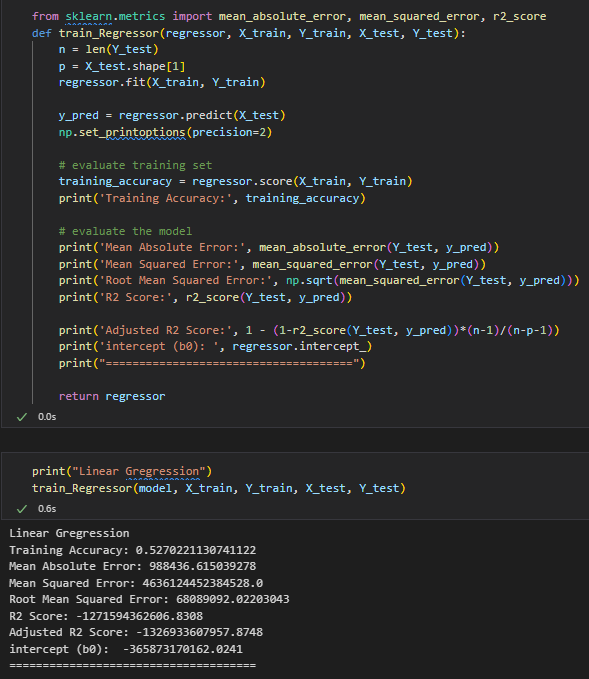 from sklearn.metrics import mean_absolute_error, mean_squared_error, r2_score
def train_Regressor(regressor, X_train, Y_train, X_test, Y_test):
    n = len(Y_test)
    p = X_test.shape[1]
    regressor.fit(X_train, Y_train)

    y_pred = regressor.predict(X_test)
    np.set_printoptions(precision=2)

    # evaluate training set
    training_accuracy = regressor.score(X_train, Y_train)
    print('Training Accuracy:', training_accuracy)

    # evaluate the model
    print('Mean Absolute Error:', mean_absolute_error(Y_test, y_pred))
    print('Mean Squared Error:', mean_squared_error(Y_test, y_pred))
    print('Root Mean Squared Error:', np.sqrt(mean_squared_error(Y_test, y_pred)))
    print('R2 Score:', r2_score(Y_test, y_pred))

    print('Adjusted R2 Score:', 1 - (1-r2_score(Y_test, y_pred))*(n-1)/(n-p-1))
    print('intercept (b0): ', regressor.intercept_)
    print("=====================================")

    return regressor
0.0s
print("Linear Gregression")
train_Regressor(model, X_train, Y_train, X_test, Y_test)
0.6s
Linear Gregression
Training Accuracy: 0.5270221130741122
Mean Absolute Error: 988436.615039278
Mean Squared Error: 4636124452384528.0
Root Mean Squared Error: 68089092.02203043
R2 Score: -1271594362606.8308
Adjusted R2 Score: -1326933607957.8748
intercept (b0):  -365873170162.0241
=====================================